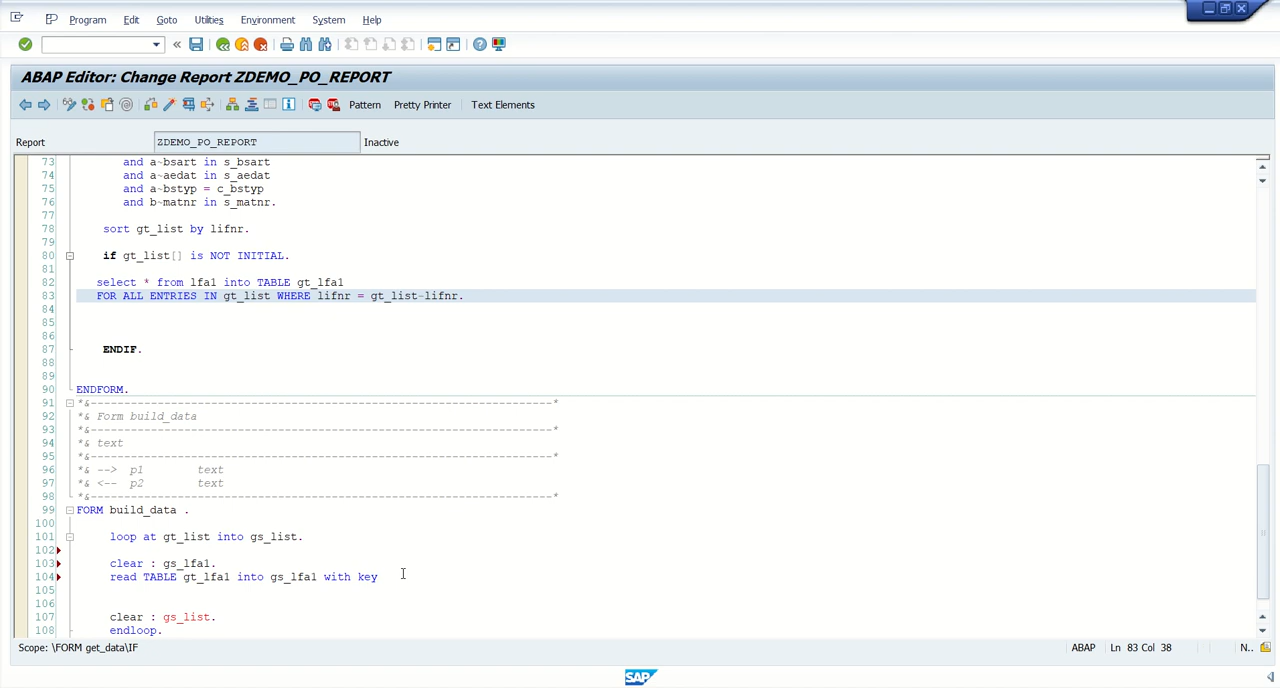 Program Edit Goto Utilities Environment System Help
ABAP Editor: Change Report ZDEMO_PO_REPORT
Pattern Pretty Printer Text Elements
Report ZDEMO_PO_REPORT Inactive
73 and a~bsart in s_bsart
74 and a~aedat in s_aedat
75 and a~bstyp = c_bstyp
76 and b~matnr in s_matnr.
77
78 sort gt_list by lifnr.
79
80 if gt_list[] is NOT INITIAL.
81
82 select * from lfa1 into TABLE gt_lfa1
83 FOR ALL ENTRIES IN gt_list WHERE lifnr = gt_list-lifnr.
84
85
86
87 ENDIF.
88
89
90 ENDFORM.
91 *&---------------------------------------------------------------------*
92 *& Form build_data
93 *&---------------------------------------------------------------------*
94 *& text
95 *&---------------------------------------------------------------------*
96 *& --> p1 text
97 *& <-- p2 text
98 *&---------------------------------------------------------------------*
99 FORM build_data .
100
101 loop at gt_list into gs_list.
102
103 clear : gs_lfa1.
104 read TABLE gt_lfa1 into gs_lfa1 with key
105
106
107 clear : gs_list.
108 endloop.
Scope: \FORM get_data\IF ABAP Ln 83 Col 38 N..
SAP